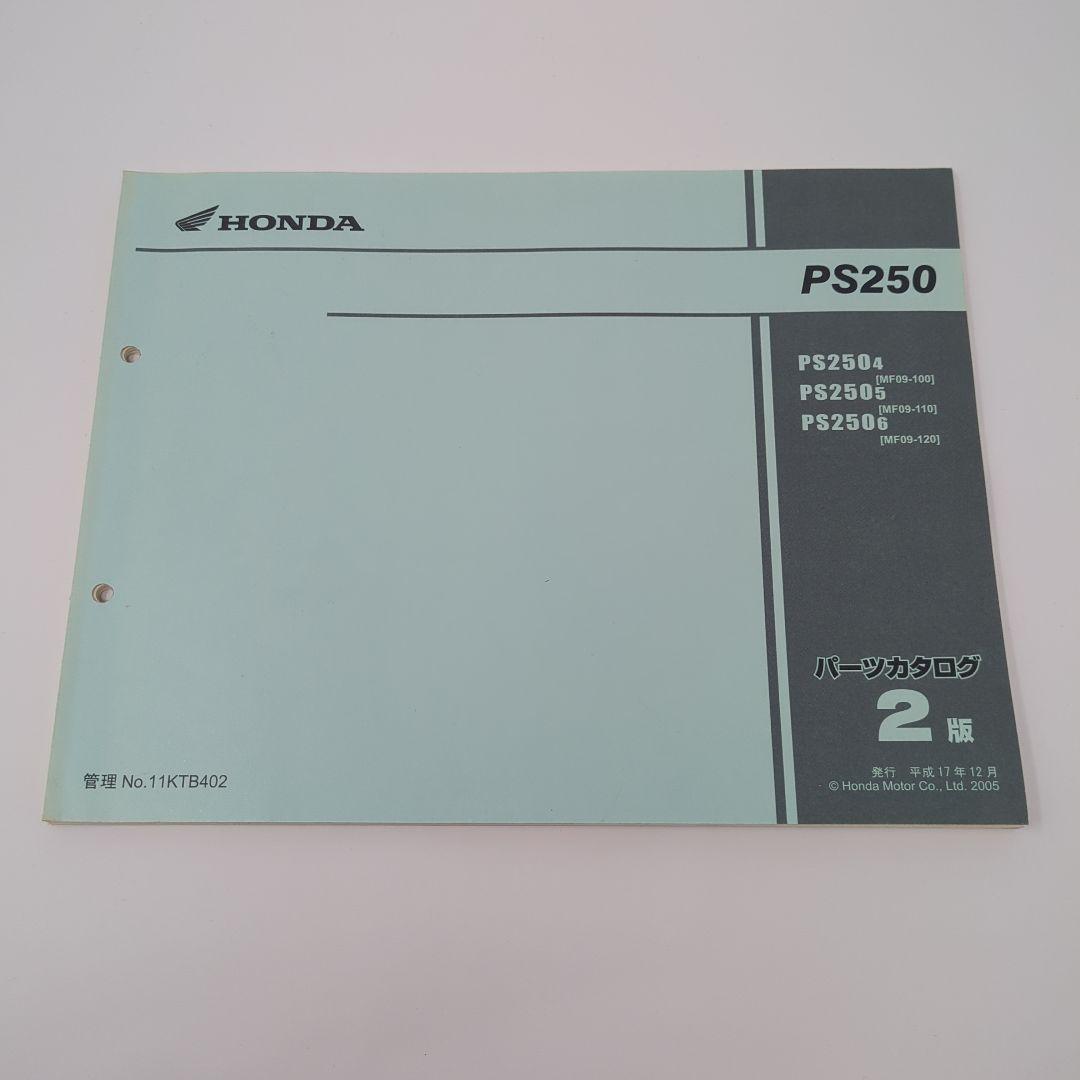 HONDA
PS250
PS2504
[MF09-100]
PS2505
[MF09-110]
PS2506
[MF09-120]
パーツカタログ
2版
管理 No.11KTB402
発行 平成17年12月
© Honda Motor Co., Ltd. 2005